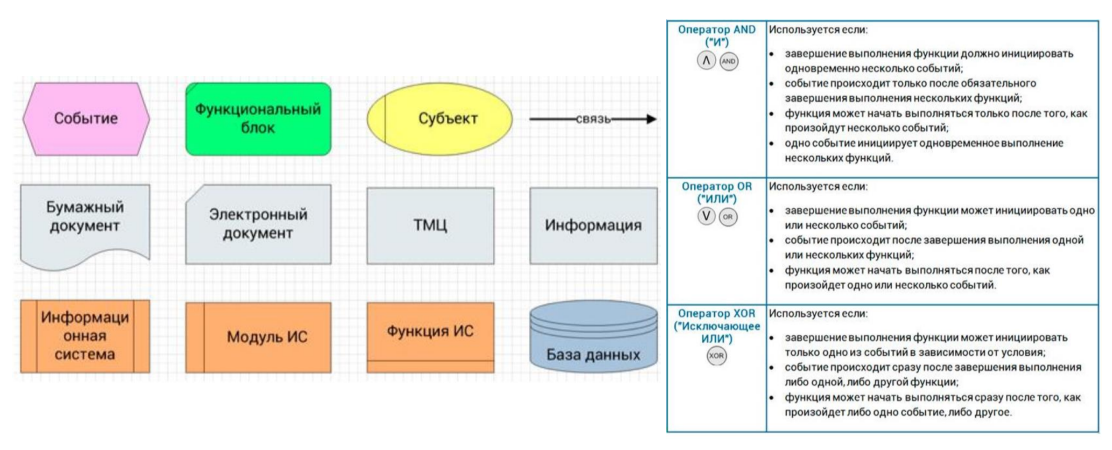 Событие
Функциональный
блок
Субъект
связь
Бумажный
документ
Электронный
документ
ТМЦ
Информация
Информаци
онная
система
Модуль ИС
Функция ИС
База данных
Оператор AND
("И")
Λ AND
Используется если:
• завершение выполнения функции должно инициировать
одновременно несколько событий;
• событие происходит только после обязательного
завершения выполнения нескольких функций;
• функция может начать выполняться только после того, как
произойдут несколько событий;
• одно событие инициирует одновременное выполнение
нескольких функций.
Оператор OR
("ИЛИ")
V OR
Используется если:
• завершение выполнения функции может инициировать одно
или несколько событий;
• событие происходит после завершения выполнения одной
или нескольких функций;
• функция может начать выполняться после того, как
произойдет одно или несколько событий.
Оператор XOR
("Исключающее
ИЛИ")
XOR
Используется если:
• завершение выполнения функции может инициировать
только одно из событий в зависимости от условия;
• событие происходит сразу после завершения выполнения
либо одной, либо другой функции;
• функция может начать выполняться сразу после того, как
произойдет либо одно событие, либо другое.